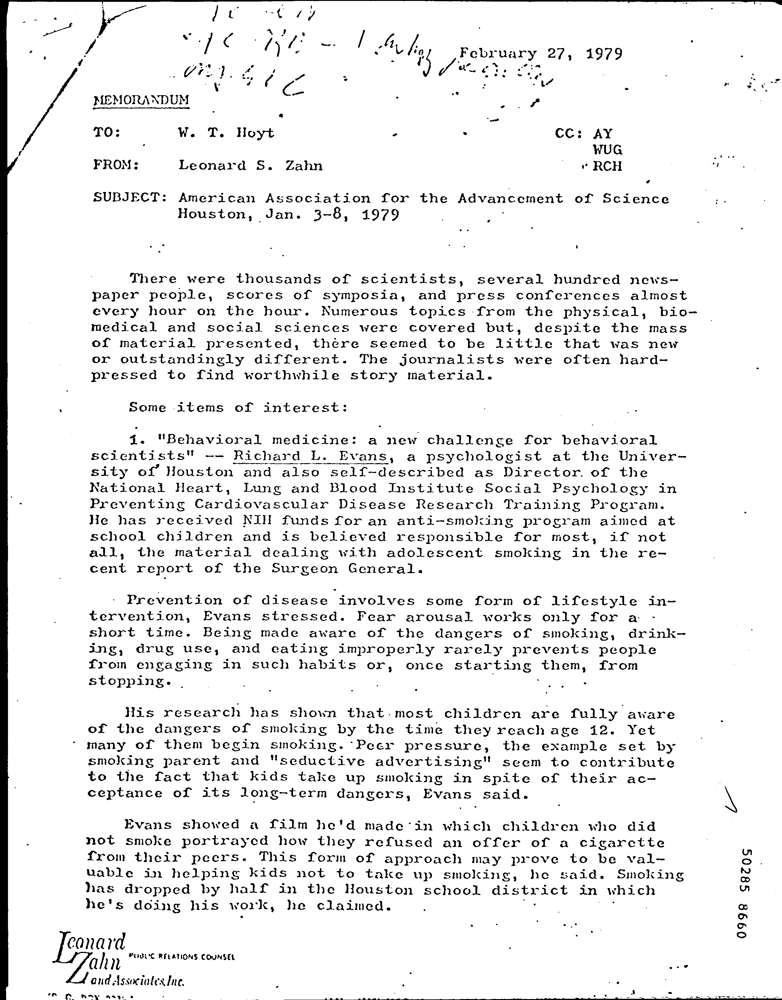 February 27, 1979
MEMORANDUM
TO: W. T. Hoyt CC: AY
WUG
FROM: Leonard S. Zahn RCH
SUBJECT: American Association for the Advancement of Science
Houston, Jan. 3-8, 1979
There were thousands of scientists, several hundred news-
paper people, scores of symposia, and press conferences almost
every hour on the hour. Numerous topics from the physical, bio-
medical and social sciences were covered but, despite the mass
of material presented, there seemed to be little that was new
or outstandingly different. The journalists were often hard-
pressed to find worthwhile story material.
Some items of interest:
1. "Behavioral medicine: a new challenge for behavioral
scientists" -- Richard L. Evans, a psychologist at the Univer-
sity of Houston and also self-described as Director of the
National Heart, Lung and Blood Institute Social Psychology in
Preventing Cardiovascular Disease Research Training Program.
He has received NIH funds for an anti-smoking program aimed at
school children and is believed responsible for most, if not
all, the material dealing with adolescent smoking in the re-
cent report of the Surgeon General.
Prevention of disease involves some form of lifestyle in-
tervention, Evans stressed. Fear arousal works only for a
short time. Being made aware of the dangers of smoking, drink-
ing, drug use, and eating improperly rarely prevents people
from engaging in such habits or, once starting them, from
stopping.
His research has shown that most children are fully aware
of the dangers of smoking by the time they reach age 12. Yet
many of them begin smoking. Peer pressure, the example set by
smoking parent and "seductive advertising" seem to contribute
to the fact that kids take up smoking in spite of their ac-
ceptance of its long-term dangers, Evans said.
Evans showed a film he'd made in which children who did
not smoke portrayed how they refused an offer of a cigarette
from their peers. This form of approach may prove to be val-
uable in helping kids not to take up smoking, he said. Smoking
has dropped by half in the Houston school district in which
he's doing his work, he claimed.
50285 8660
Leonard
Zahn PUBLIC RELATIONS COUNSEL
and Associates, Inc.